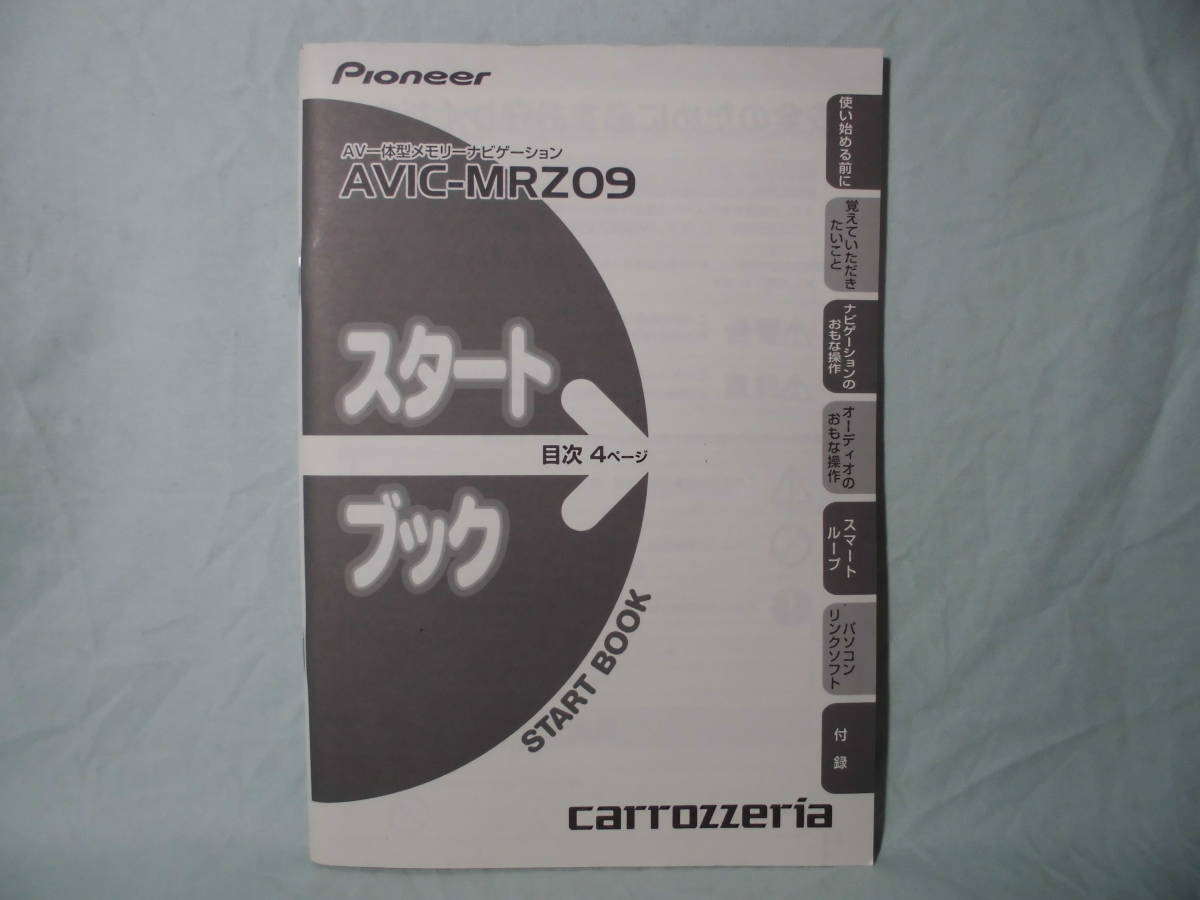 Pioneer
AV一体型メモリーナビゲーション
AVIC-MRZ09
スタート
目次 4ページ
ブック
START BOOK
carrozzeria
使い始める前に
覚えていただき
たいこと
ナビゲーションの
おもな操作
オーディオの
おもな操作
スマート
ループ
パソコン
リンクソフト
付録